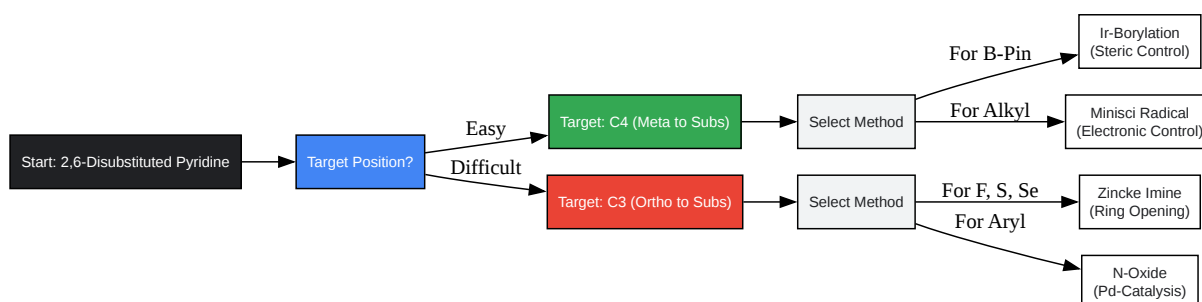 Start: 2,6-Disubstituted Pyridine
Target Position?
Easy
Difficult
Target: C4 (Meta to Subs)
Target: C3 (Ortho to Subs)
Select Method
Select Method
For B-Pin
For Alkyl
For F, S, Se
For Aryl
Ir-Borylation
(Steric Control)
Minisci Radical
(Electronic Control)
Zincke Imine
(Ring Opening)
N-Oxide
(Pd-Catalysis)